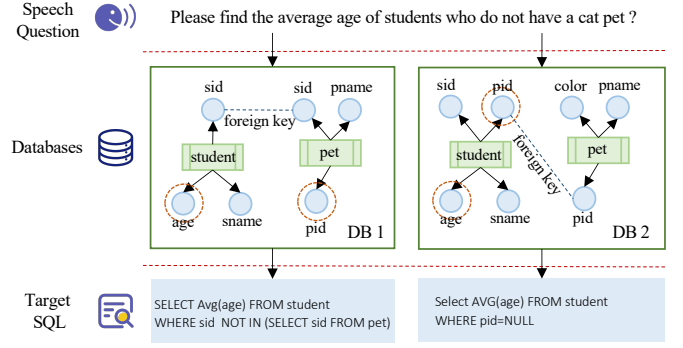 Speech
Question
Please find the average age of students who do not have a cat pet ?
Databases
sid
sid
pname
foreign key
student
pet
age
sname
pid
DB 1
sid
pid
color
pname
student
foreign key
pet
age
sname
pid
DB 2
Target
SQL
SELECT Avg(age) FROM student
WHERE sid NOT IN (SELECT sid FROM pet)
Select AVG(age) FROM student
WHERE pid=NULL